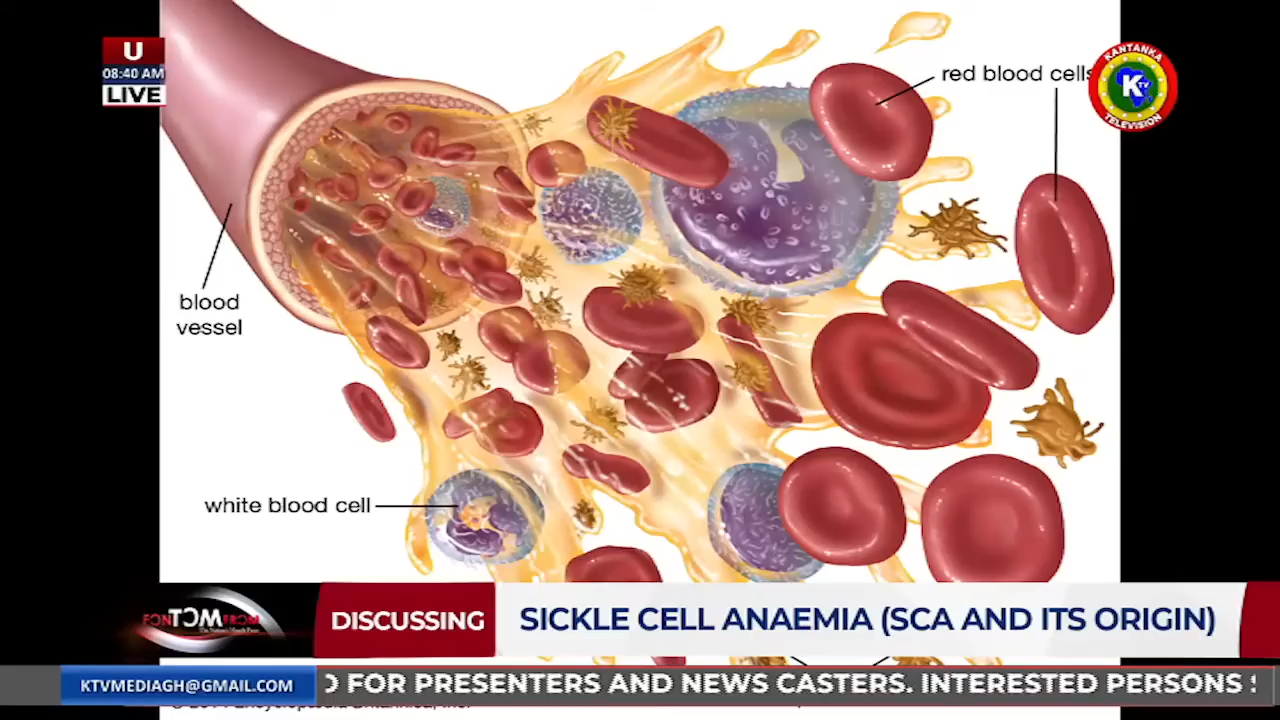 U
08:40 AM
LIVE
red blood cells
KANTANKA
K TV
TELEVISION
blood
vessel
white blood cell
DISCUSSING
SICKLE CELL ANAEMIA (SCA AND ITS ORIGIN)
KTVMEDIAGH@GMAIL.COM
FOR PRESENTERS AND NEWS CASTERS. INTERESTED PERSONS